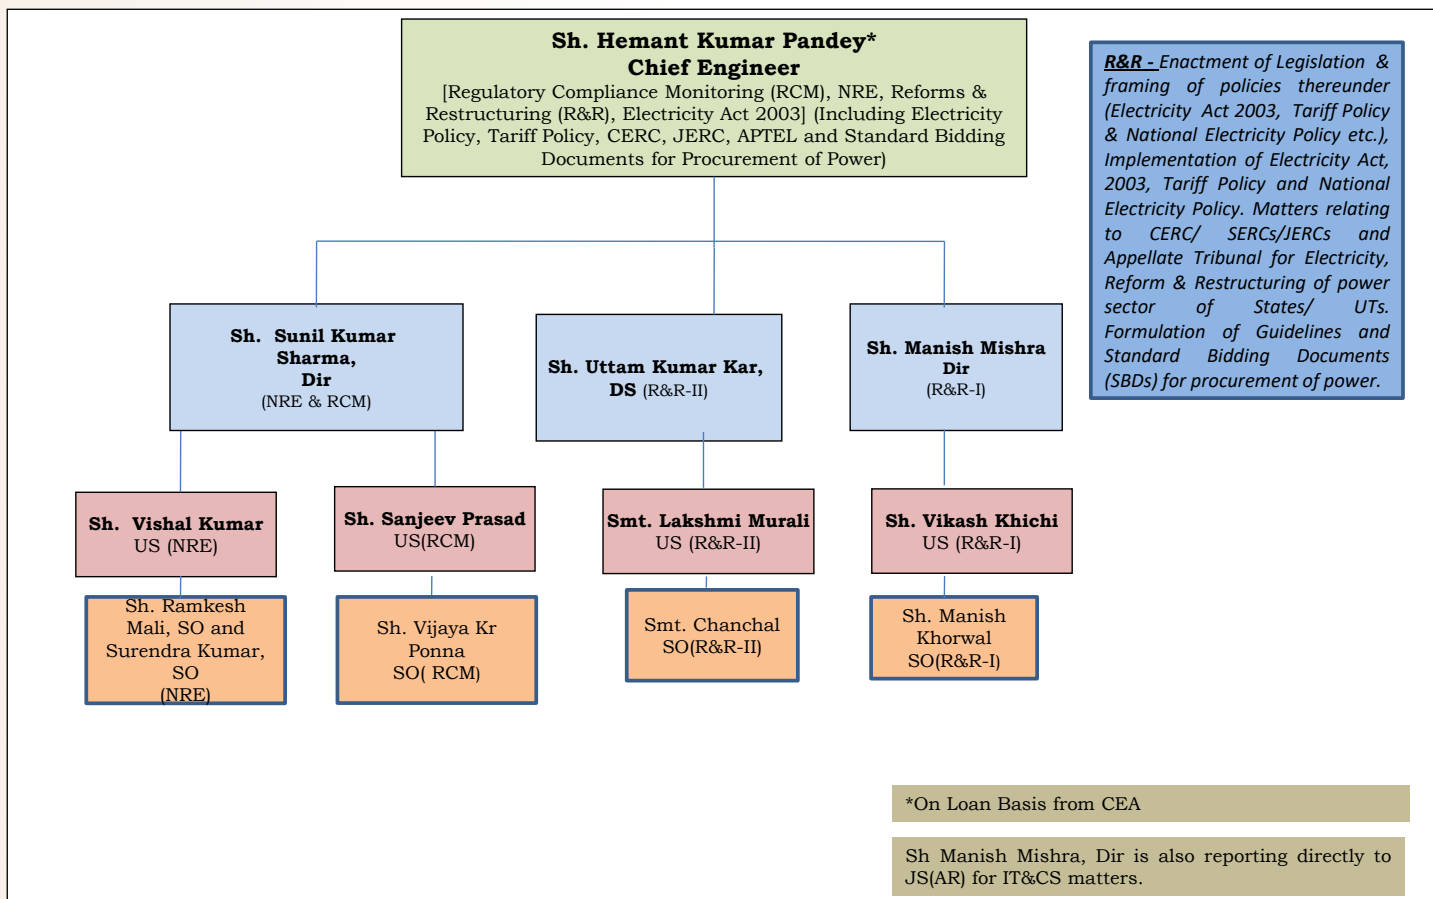 Sh. Hemant Kumar Pandey*
Chief Engineer
[Regulatory Compliance Monitoring (RCM), NRE, Reforms &
Restructuring (R&R), Electricity Act 2003] (Including Electricity
Policy, Tariff Policy, CERC, JERC, APTEL and Standard Bidding
Documents for Procurement of Power)
R&R - Enactment of Legislation &
framing of policies thereunder
(Electricity Act 2003, Tariff Policy
& National Electricity Policy etc.),
Implementation of Electricity Act,
2003, Tariff Policy and National
Electricity Policy. Matters relating
to CERC/ SERCs/JERCs and
Appellate Tribunal for Electricity,
Reform & Restructuring of power
sector of States/ UTs.
Formulation of Guidelines and
Standard Bidding Documents
(SBDs) for procurement of power.
Sh. Sunil Kumar
Sharma,
Dir
(NRE & RCM)
Sh. Uttam Kumar Kar,
DS (R&R-II)
Sh. Manish Mishra
Dir
(R&R-I)
Sh. Vishal Kumar
US (NRE)
Sh. Sanjeev Prasad
US(RCM)
Smt. Lakshmi Murali
US (R&R-II)
Sh. Vikash Khichi
US (R&R-I)
Sh. Ramkesh
Mali, SO and
Surendra Kumar,
SO
(NRE)
Sh. Vijaya Kr
Ponna
SO( RCM)
Smt. Chanchal
SO(R&R-II)
Sh. Manish
Khorwal
SO(R&R-I)
*On Loan Basis from CEA
Sh Manish Mishra, Dir is also reporting directly to
JS(AR) for IT&CS matters.